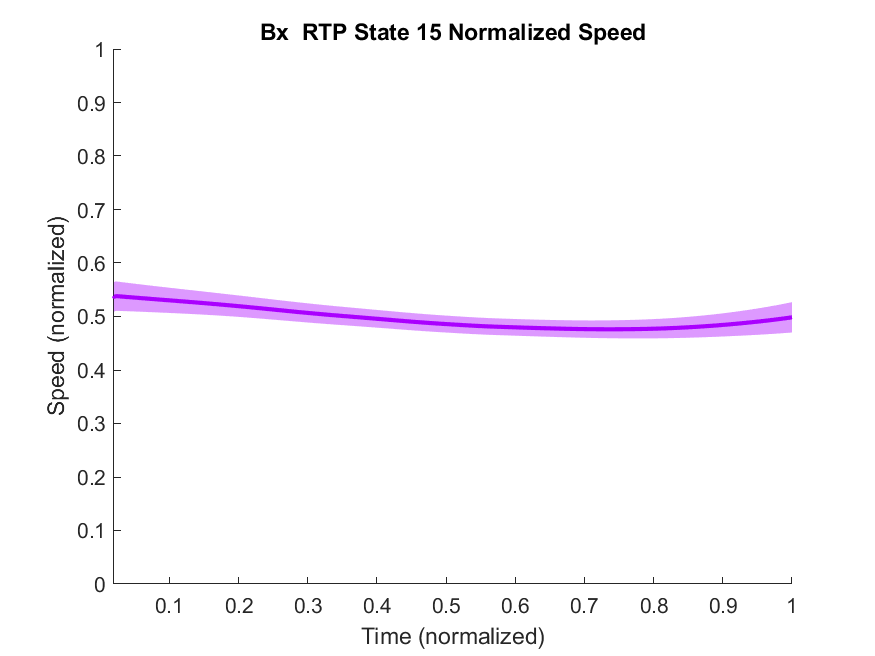 Bx  RTP State 15 Normalized Speed
1
0.9
0.8
0.7
0.6
0.5
0.4
0.3
0.2
0.1
0
Speed (normalized)
0.1 0.2 0.3 0.4 0.5 0.6 0.7 0.8 0.9 1
Time (normalized)